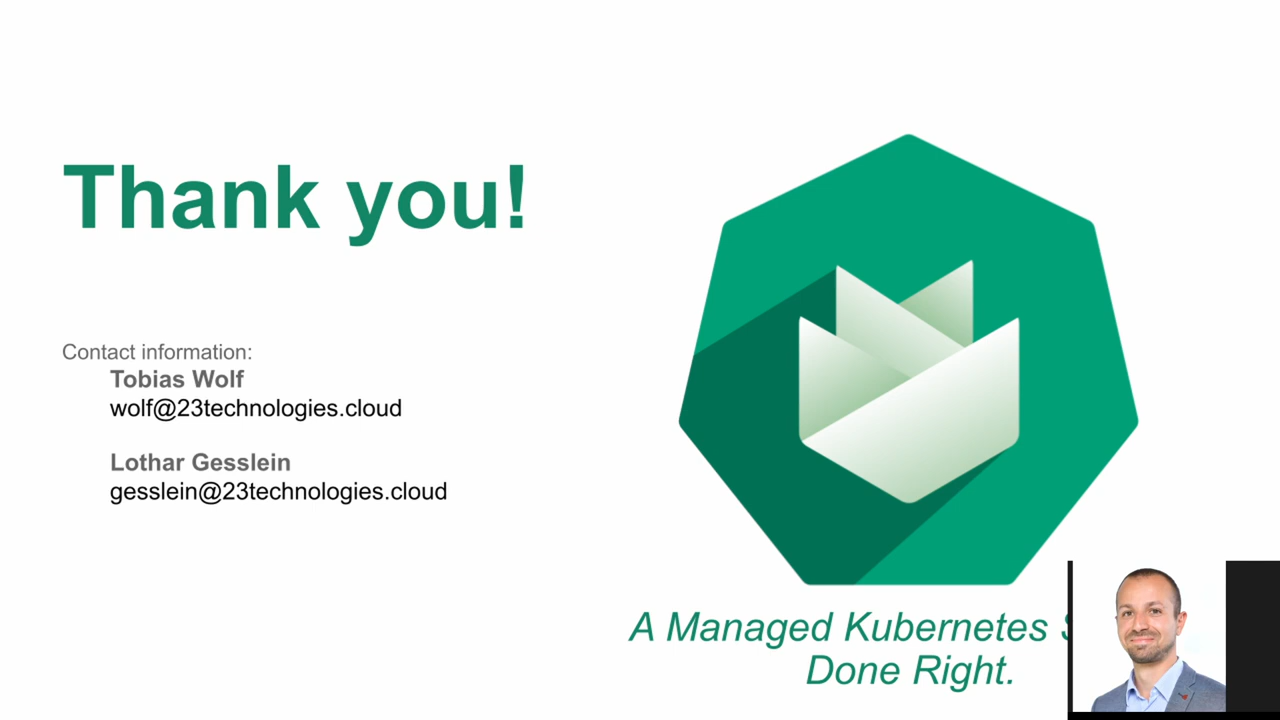 Thank you!
Contact information:
Tobias Wolf
wolf@23technologies.cloud
Lothar Gesslein
gesslein@23technologies.cloud
A Managed Kubernetes
Done Right.